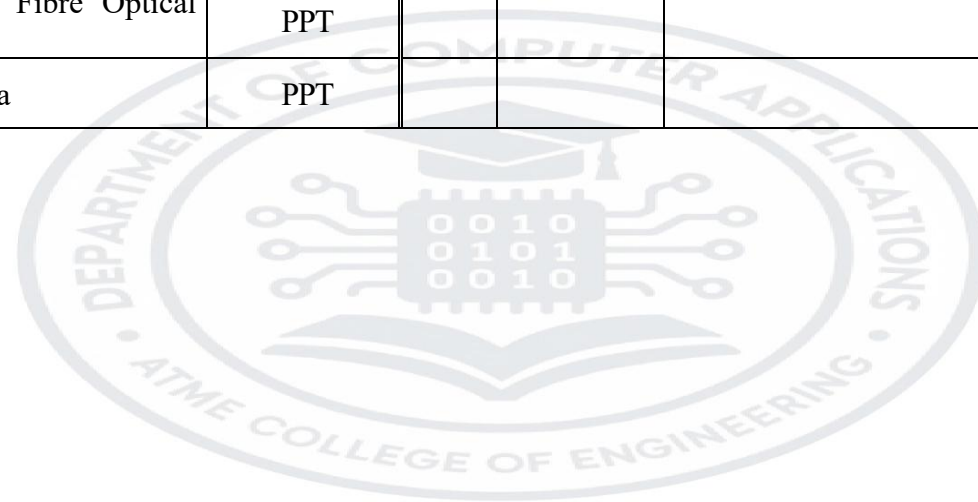 Fibre Optical
PPT
a PPT
DEPARTMENT OF COMPUTER APPLICATIONS
0010
0101
0010
ATME COLLEGE OF ENGINEERING